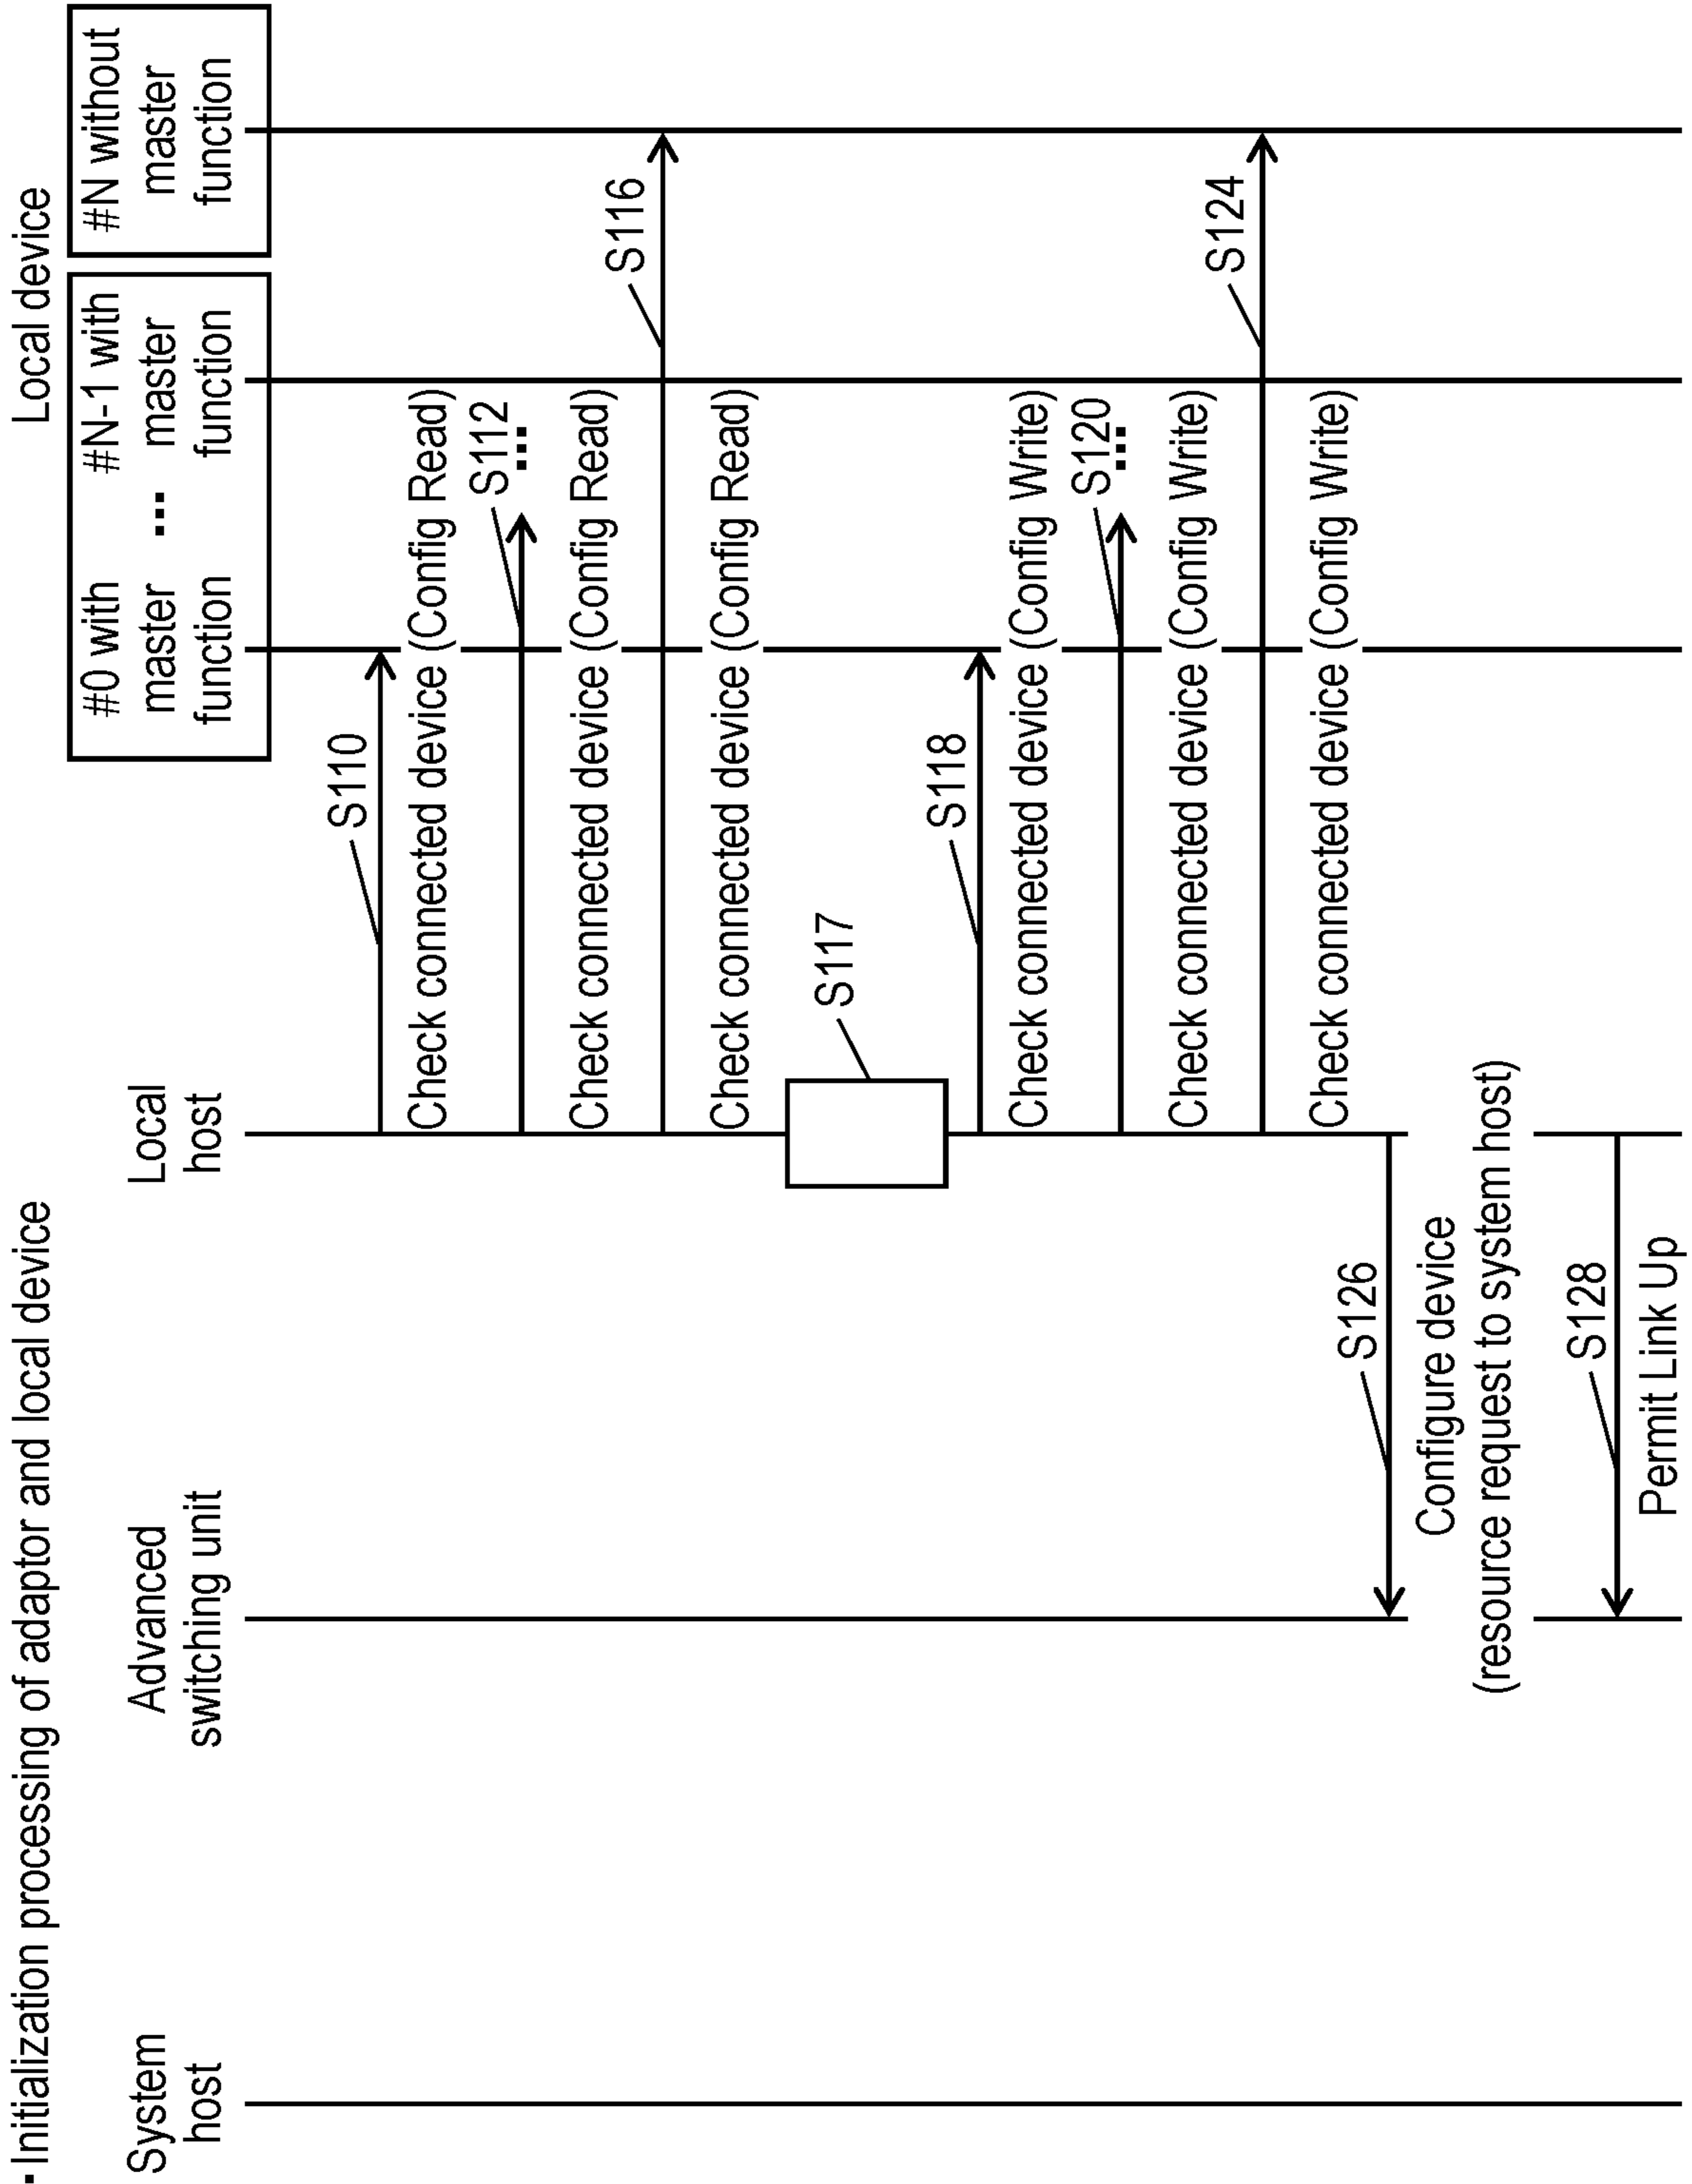 ▪Initialization processing of adaptor and local device
System
host
Advanced
switching unit
Local
host
Local device
#0 with
master
function
...
#N-1 with
master
function
#N without
master
function
S110
Check connected device (Config Read)
S112
...
Check connected device (Config Read)
S116
Check connected device (Config Read)
S117
S118
Check connected device (Config Write)
S120
...
Check connected device (Config Write)
S124
Check connected device (Config Write)
S126
Configure device
(resource request to system host)
S128
Permit Link Up